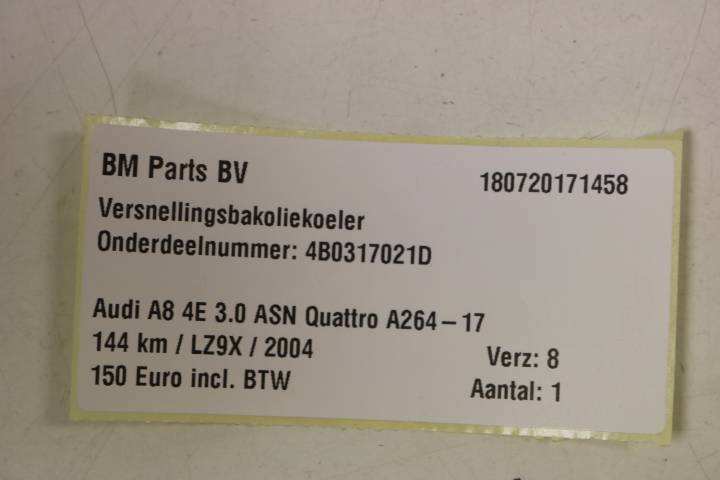 BM Parts BV
180720171458
Versnellingsbakoliekoeler
Onderdeelnummer: 4B0317021D
Audi A8 4E 3.0 ASN Quattro A264-17
144 km / LZ9X / 2004
Verz: 8
150 Euro incl. BTW
Aantal: 1